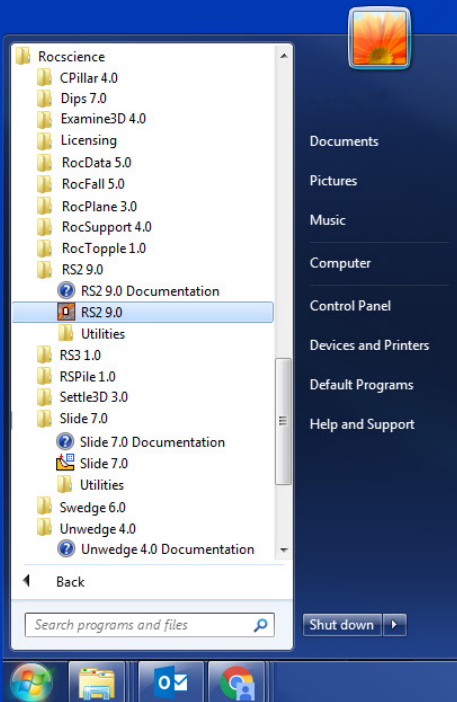 Rocscience
CPillar 4.0
Dips 7.0
Examine3D 4.0
Licensing
RocData 5.0
RocFall 5.0
RocPlane 3.0
RocSupport 4.0
RocTopple 1.0
RS2 9.0
RS2 9.0 Documentation
RS2 9.0
Utilities
RS3 1.0
RSPile 1.0
Settle3D 3.0
Slide 7.0
Slide 7.0 Documentation
Slide 7.0
Utilities
Swedge 6.0
Unwedge 4.0
Unwedge 4.0 Documentation
Back
Search programs and files
Documents
Pictures
Music
Computer
Control Panel
Devices and Printers
Default Programs
Help and Support
Shut down